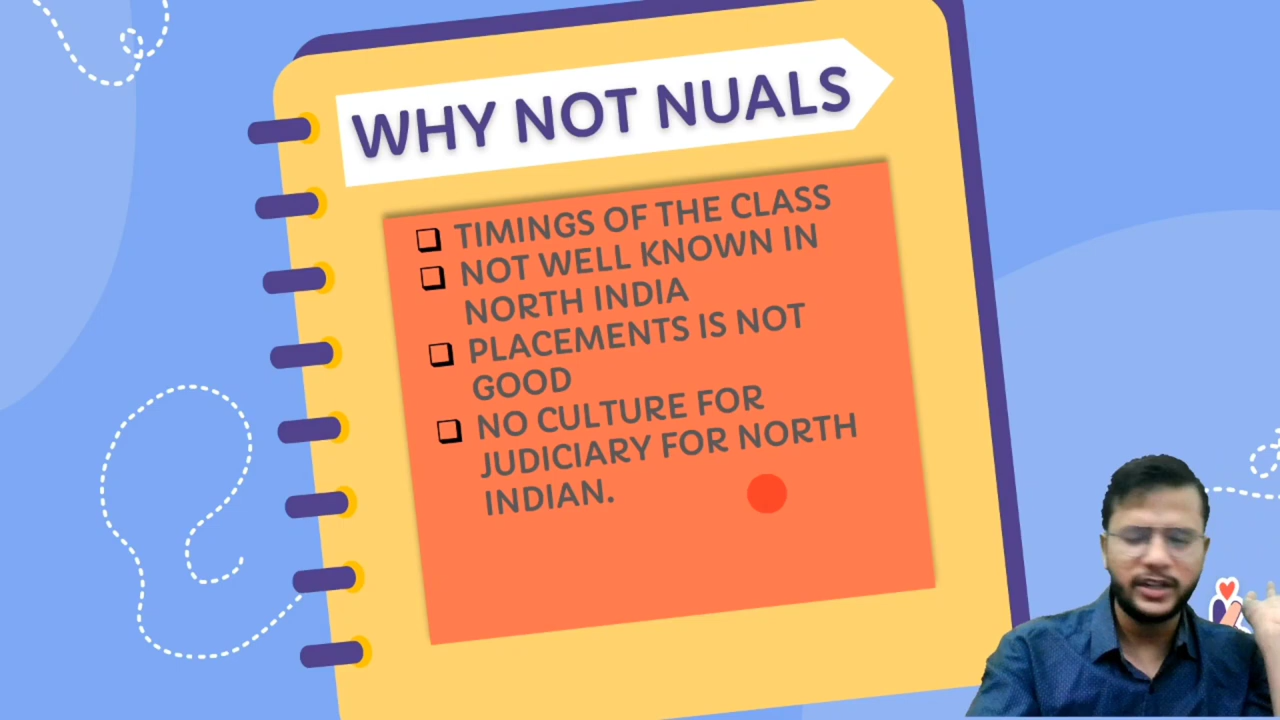 WHY NOT NUALS
❑ TIMINGS OF THE CLASS
❑ NOT WELL KNOWN IN
NORTH INDIA
❑ PLACEMENTS IS NOT
GOOD
❑ NO CULTURE FOR
JUDICIARY FOR NORTH
INDIAN.